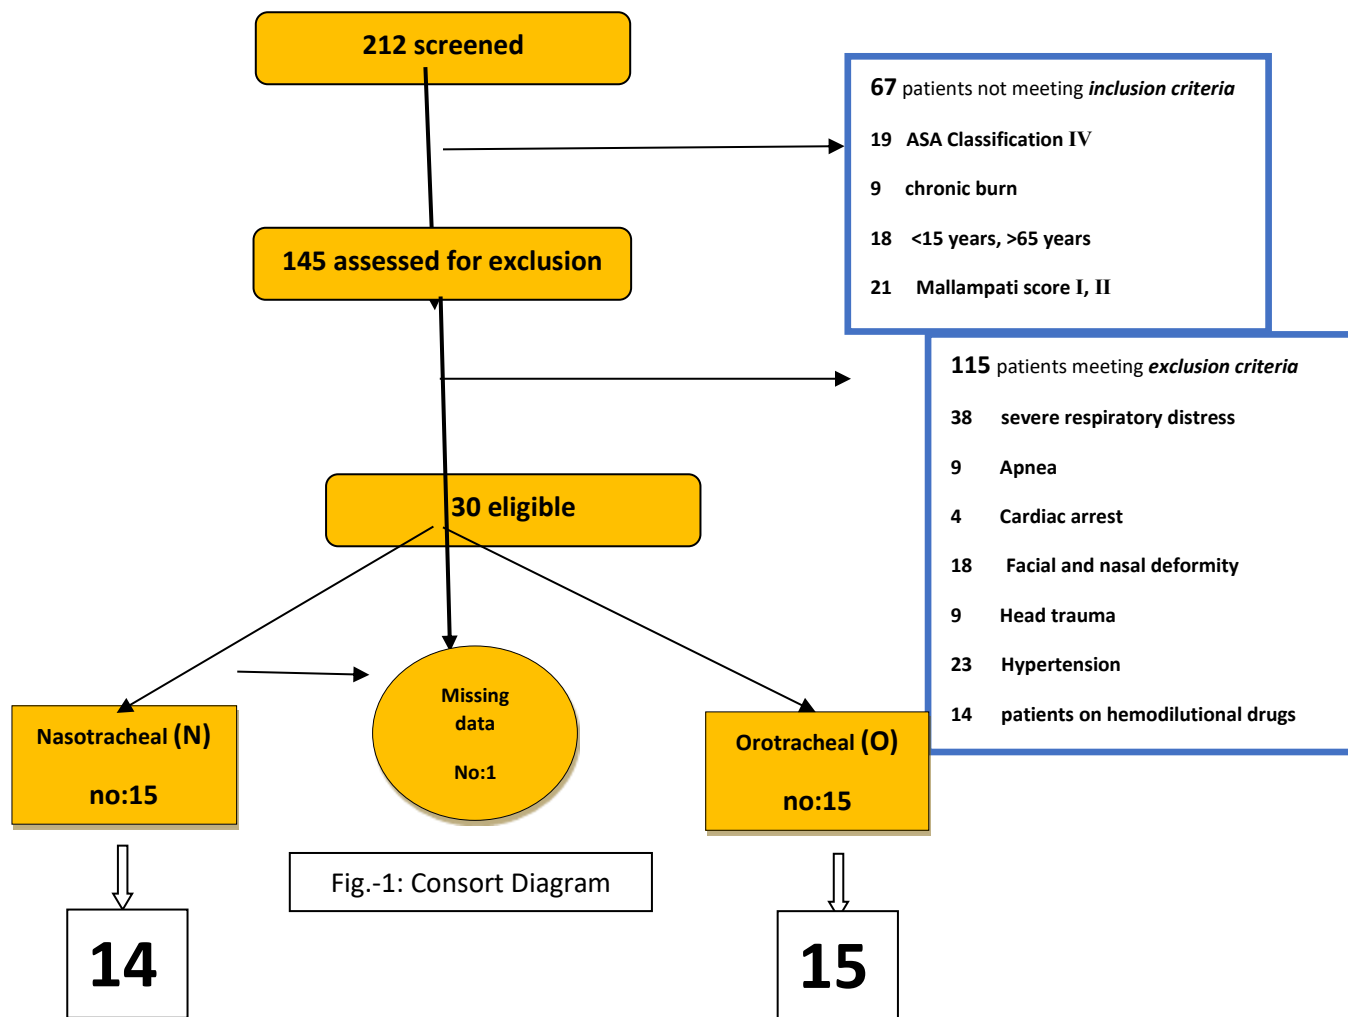 212 screened
67 patients not meeting inclusion criteria
19 ASA Classification IV
9 chronic burn
18 <15 years, >65 years
21 Mallampati score I, II
145 assessed for exclusion
115 patients meeting exclusion criteria
38 severe respiratory distress
9 Apnea
4 Cardiac arrest
18 Facial and nasal deformity
9 Head trauma
23 Hypertension
14 patients on hemodilutional drugs
30 eligible
Nasotracheal (N)
no:15
Missing
data
No:1
Orotracheal (O)
no:15
Fig.-1: Consort Diagram
14
15